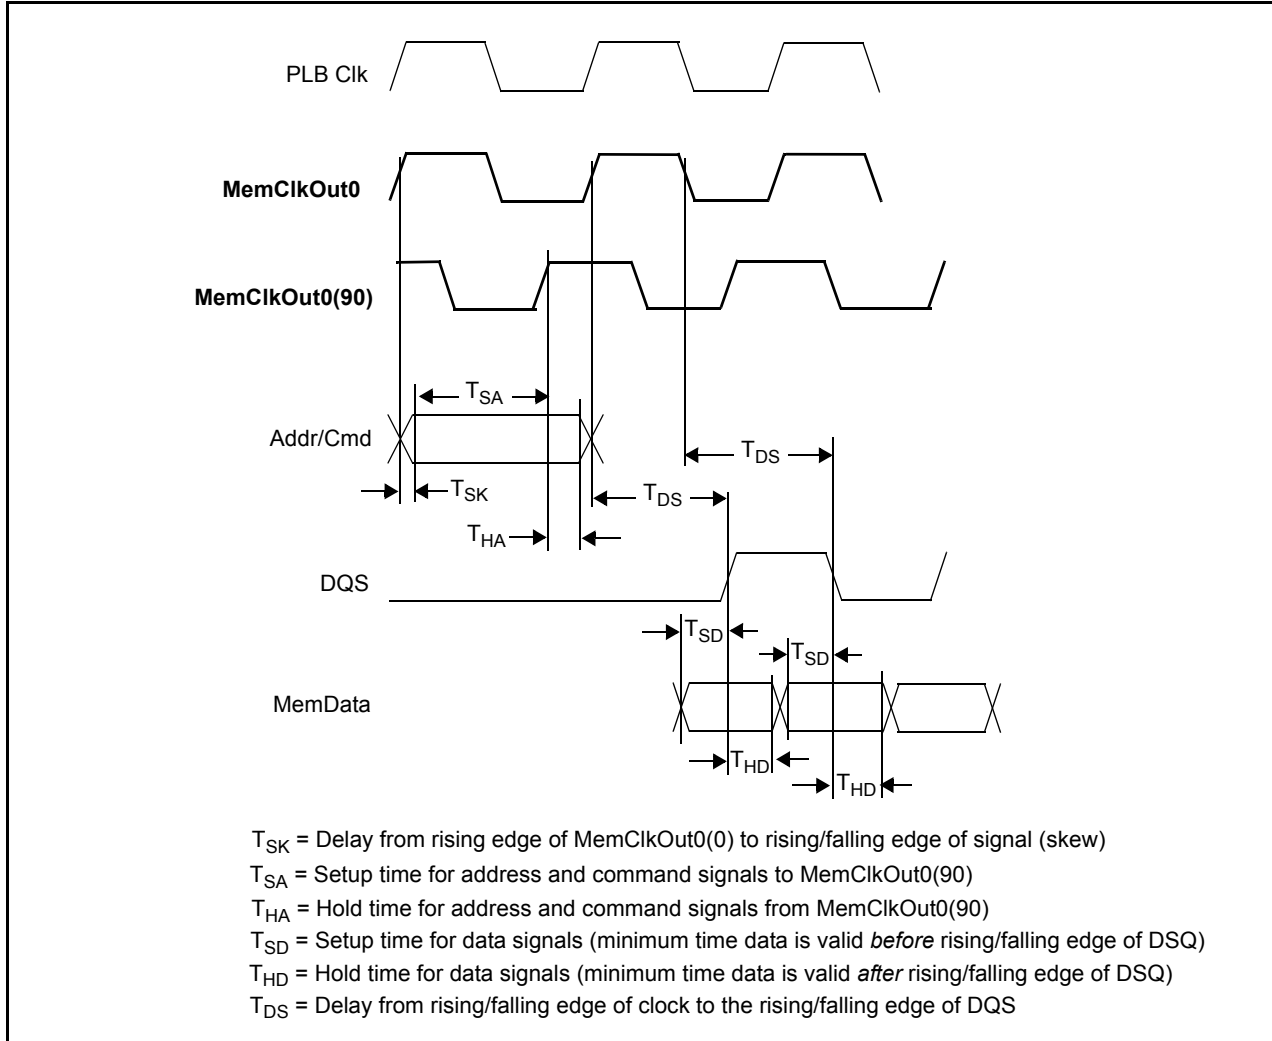 PLB Clk
MemClkOut0
MemClkOut0(90)
TSA
Addr/Cmd
TDS
TSK
TDS
THA
DQS
TSD
TSD
MemData
THD
THD
TSK = Delay from rising edge of MemClkOut0(0) to rising/falling edge of signal (skew)
TSA = Setup time for address and command signals to MemClkOut0(90)
THA = Hold time for address and command signals from MemClkOut0(90)
TSD = Setup time for data signals (minimum time data is valid before rising/falling edge of DSQ)
THD = Hold time for data signals (minimum time data is valid after rising/falling edge of DSQ)
TDS = Delay from rising/falling edge of clock to the rising/falling edge of DQS